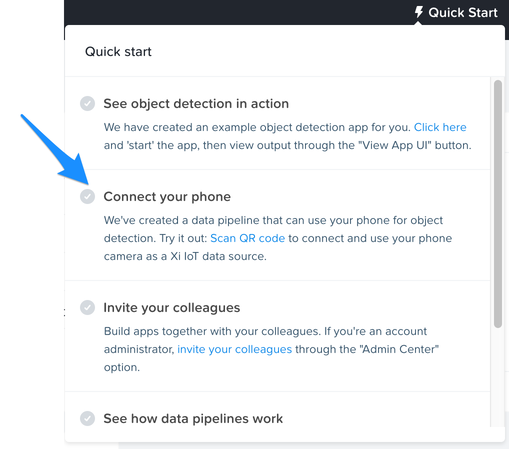 Quick Start
Quick start
See object detection in action
We have created an example object detection app for you. Click here
and 'start' the app, then view output through the "View App UI" button.
Connect your phone
We've created a data pipeline that can use your phone for object
detection. Try it out: Scan QR code to connect and use your phone
camera as a Xi IoT data source.
Invite your colleagues
Build apps together with your colleagues. If you're an account
administrator, invite your colleagues through the "Admin Center"
option.
See how data pipelines work